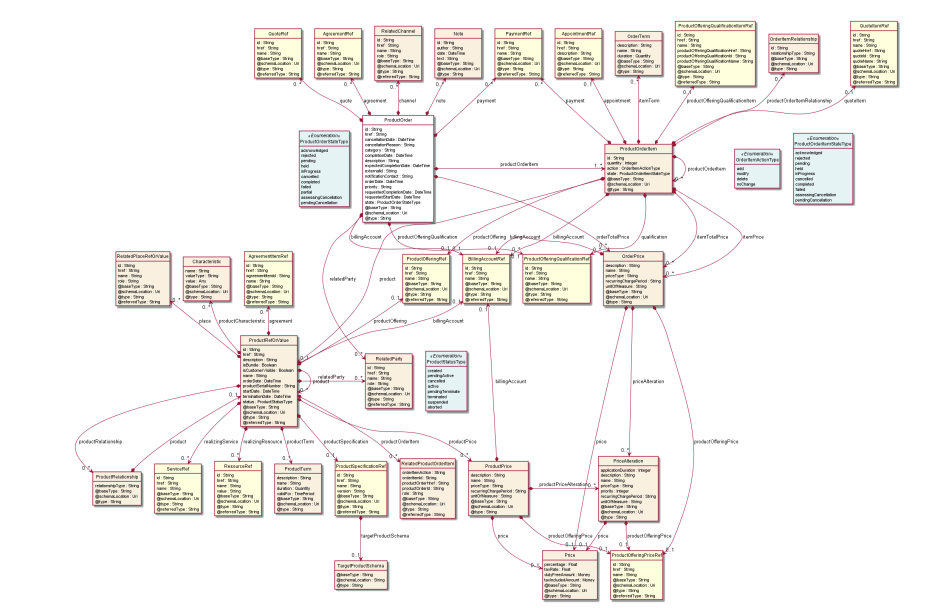 QuoteRef
id : String
href : String
name : String
@baseType : String
@schemaLocation : Uri
@type : String
@referredType : String
AgreementRef
id : String
href : String
name : String
@baseType : String
@schemaLocation : Uri
@type : String
@referredType : String
RelatedChannel
id : String
href : String
name : String
role : String
@baseType : String
@schemaLocation : Uri
@type : String
@referredType : String
Note
id : String
author : String
date : DateTime
text : String
@baseType : String
@schemaLocation : Uri
@type : String
PaymentRef
id : String
href : String
name : String
@baseType : String
@schemaLocation : Uri
@type : String
@referredType : String
AppointmentRef
id : String
href : String
description : String
@baseType : String
@schemaLocation : Uri
@type : String
@referredType : String
OrderTerm
description : String
name : String
duration : Quantity
@baseType : String
@schemaLocation : Uri
@type : String
ProductOfferingQualificationItemRef
id : String
href : String
name : String
productOfferingQualificationHref : String
productOfferingQualificationId : String
productOfferingQualificationName : String
@baseType : String
@schemaLocation : Uri
@type : String
@referredType : String
OrderItemRelationship
id : String
relationshipType : String
@baseType : String
@schemaLocation : Uri
@type : String
QuoteItemRef
id : String
href : String
name : String
quoteHref : String
quoteId : String
quoteName : String
@baseType : String
@schemaLocation : Uri
@type : String
@referredType : String
quote
agreement
channel
note
payment
payment
appointment
itemTerm
productOfferingQualificationItem
productOrderItemRelationship
quoteItem
«Enumeration»
ProductOrderStateType
acknowledged
rejected
pending
held
inProgress
cancelled
completed
failed
partial
assessingCancellation
pendingCancellation
ProductOrder
id : String
href : String
cancellationDate : DateTime
cancellationReason : String
category : String
completionDate : DateTime
description : String
expectedCompletionDate : DateTime
externalId : String
notificationContact : String
orderDate : DateTime
priority : String
requestedCompletionDate : DateTime
requestedStartDate : DateTime
state : ProductOrderStateType
@baseType : String
@schemaLocation : Uri
@type : String
productOrderItem
ProductOrderItem
id : String
quantity : Integer
action : OrderItemActionType
state : ProductOrderItemStateType
@baseType : String
@schemaLocation : Uri
@type : String
productOrderItem
«Enumeration»
OrderItemActionType
add
modify
delete
noChange
«Enumeration»
ProductOrderItemStateType
acknowledged
rejected
pending
held
inProgress
cancelled
completed
failed
assessingCancellation
pendingCancellation
billingAccount
productOfferingQualification
productOffering
billingAccount
billingAccount
orderTotalPrice
qualification
itemTotalPrice
itemPrice
relatedParty
product
RelatedPlaceRefOrValue
id : String
href : String
name : String
role : String
@baseType : String
@schemaLocation : Uri
@type : String
@referredType : String
Characteristic
name : String
valueType : String
value : Any
@baseType : String
@schemaLocation : Uri
@type : String
AgreementItemRef
id : String
href : String
agreementItemId : String
name : String
@baseType : String
@schemaLocation : Uri
@type : String
@referredType : String
ProductOfferingRef
id : String
href : String
name : String
@baseType : String
@schemaLocation : Uri
@type : String
@referredType : String
BillingAccountRef
id : String
href : String
name : String
@baseType : String
@schemaLocation : Uri
@type : String
@referredType : String
ProductOfferingQualificationRef
id : String
href : String
name : String
@baseType : String
@schemaLocation : Uri
@type : String
@referredType : String
OrderPrice
description : String
name : String
priceType : String
recurringChargePeriod : String
unitOfMeasure : String
@baseType : String
@schemaLocation : Uri
@type : String
place
productCharacteristic
agreement
productOffering
billingAccount
ProductRefOrValue
id : String
href : String
description : String
isBundle : Boolean
isCustomerVisible : Boolean
name : String
orderDate : DateTime
productSerialNumber : String
startDate : DateTime
terminationDate : DateTime
status : ProductStatusType
@baseType : String
@schemaLocation : Uri
@type : String
@referredType : String
relatedParty
product
RelatedParty
id : String
href : String
name : String
role : String
@baseType : String
@schemaLocation : Uri
@type : String
@referredType : String
«Enumeration»
ProductStatusType
created
pendingActive
cancelled
active
pendingTerminate
terminated
suspended
aborted
billingAccount
priceAlteration
productRelationship
product
realizingService
realizingResource
productTerm
productSpecification
productOrderItem
productPrice
price
productOfferingPrice
ProductRelationship
relationshipType : String
@baseType : String
@schemaLocation : Uri
@type : String
ServiceRef
id : String
href : String
name : String
@baseType : String
@schemaLocation : Uri
@type : String
@referredType : String
ResourceRef
id : String
href : String
name : String
value : String
@baseType : String
@schemaLocation : Uri
@type : String
@referredType : String
ProductTerm
description : String
name : String
duration : Quantity
validFor : TimePeriod
@baseType : String
@schemaLocation : Uri
@type : String
ProductSpecificationRef
id : String
href : String
name : String
version : String
@baseType : String
@schemaLocation : Uri
@type : String
@referredType : String
RelatedProductOrderItem
orderItemAction : String
orderItemId : String
productOrderHref : String
productOrderId : String
role : String
@baseType : String
@schemaLocation : Uri
@type : String
@referredType : String
ProductPrice
description : String
name : String
priceType : String
recurringChargePeriod : String
unitOfMeasure : String
@baseType : String
@schemaLocation : Uri
@type : String
productPriceAlteration
PriceAlteration
applicationDuration : Integer
description : String
name : String
priceType : String
priority : Integer
recurringChargePeriod : String
unitOfMeasure : String
@baseType : String
@schemaLocation : Uri
@type : String
targetProductSchema
price
productOfferingPrice
price
productOfferingPrice
TargetProductSchema
@baseType : String
@schemaLocation : Uri
@type : String
Price
percentage : Float
taxRate : Float
dutyFreeAmount : Money
taxIncludedAmount : Money
@baseType : String
@schemaLocation : Uri
@type : String
ProductOfferingPriceRef
id : String
href : String
name : String
@baseType : String
@schemaLocation : Uri
@type : String
@referredType : String